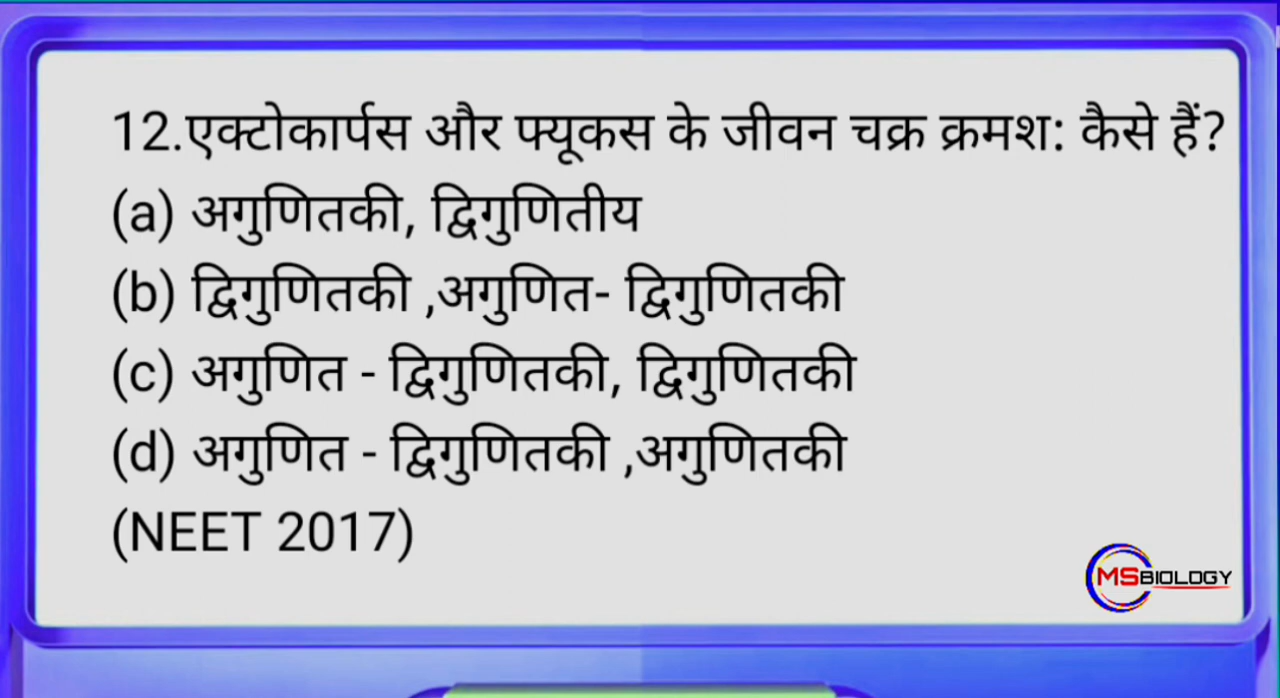 12.एक्टोकार्पस और फ्यूकस के जीवन चक्र क्रमश: कैसे हैं?
(a) अगुणितकी, द्विगुणितीय
(b) द्विगुणितकी ,अगुणित- द्विगुणितकी
(c) अगुणित - द्विगुणितकी, द्विगुणितकी
(d) अगुणित - द्विगुणितकी ,अगुणितकी
(NEET 2017)
MSBIOLOGY